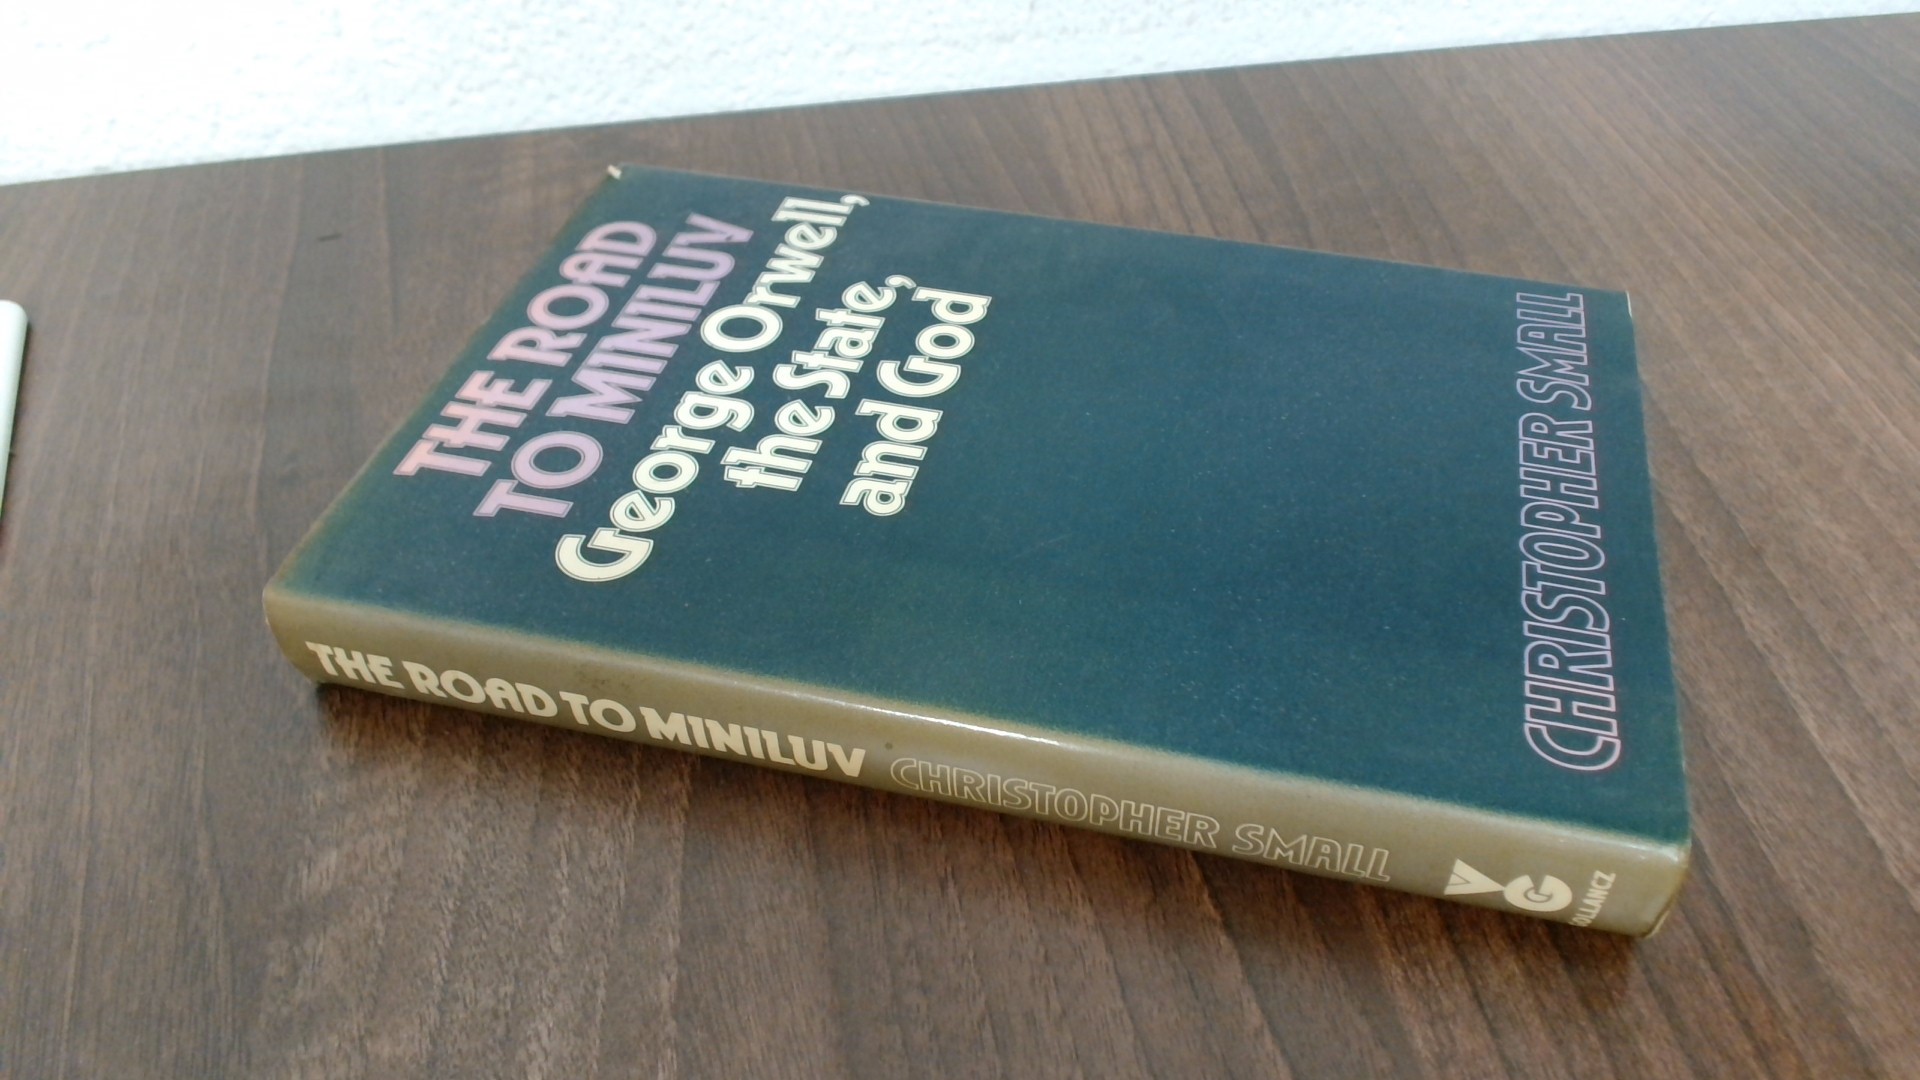 THE ROAD
TO MINILUV
George Orwell,
the State,
and God
CHRISTOPHER SMALL
THE ROAD TO MINILUV CHRISTOPHER SMALL
VG
GOLLANCZ